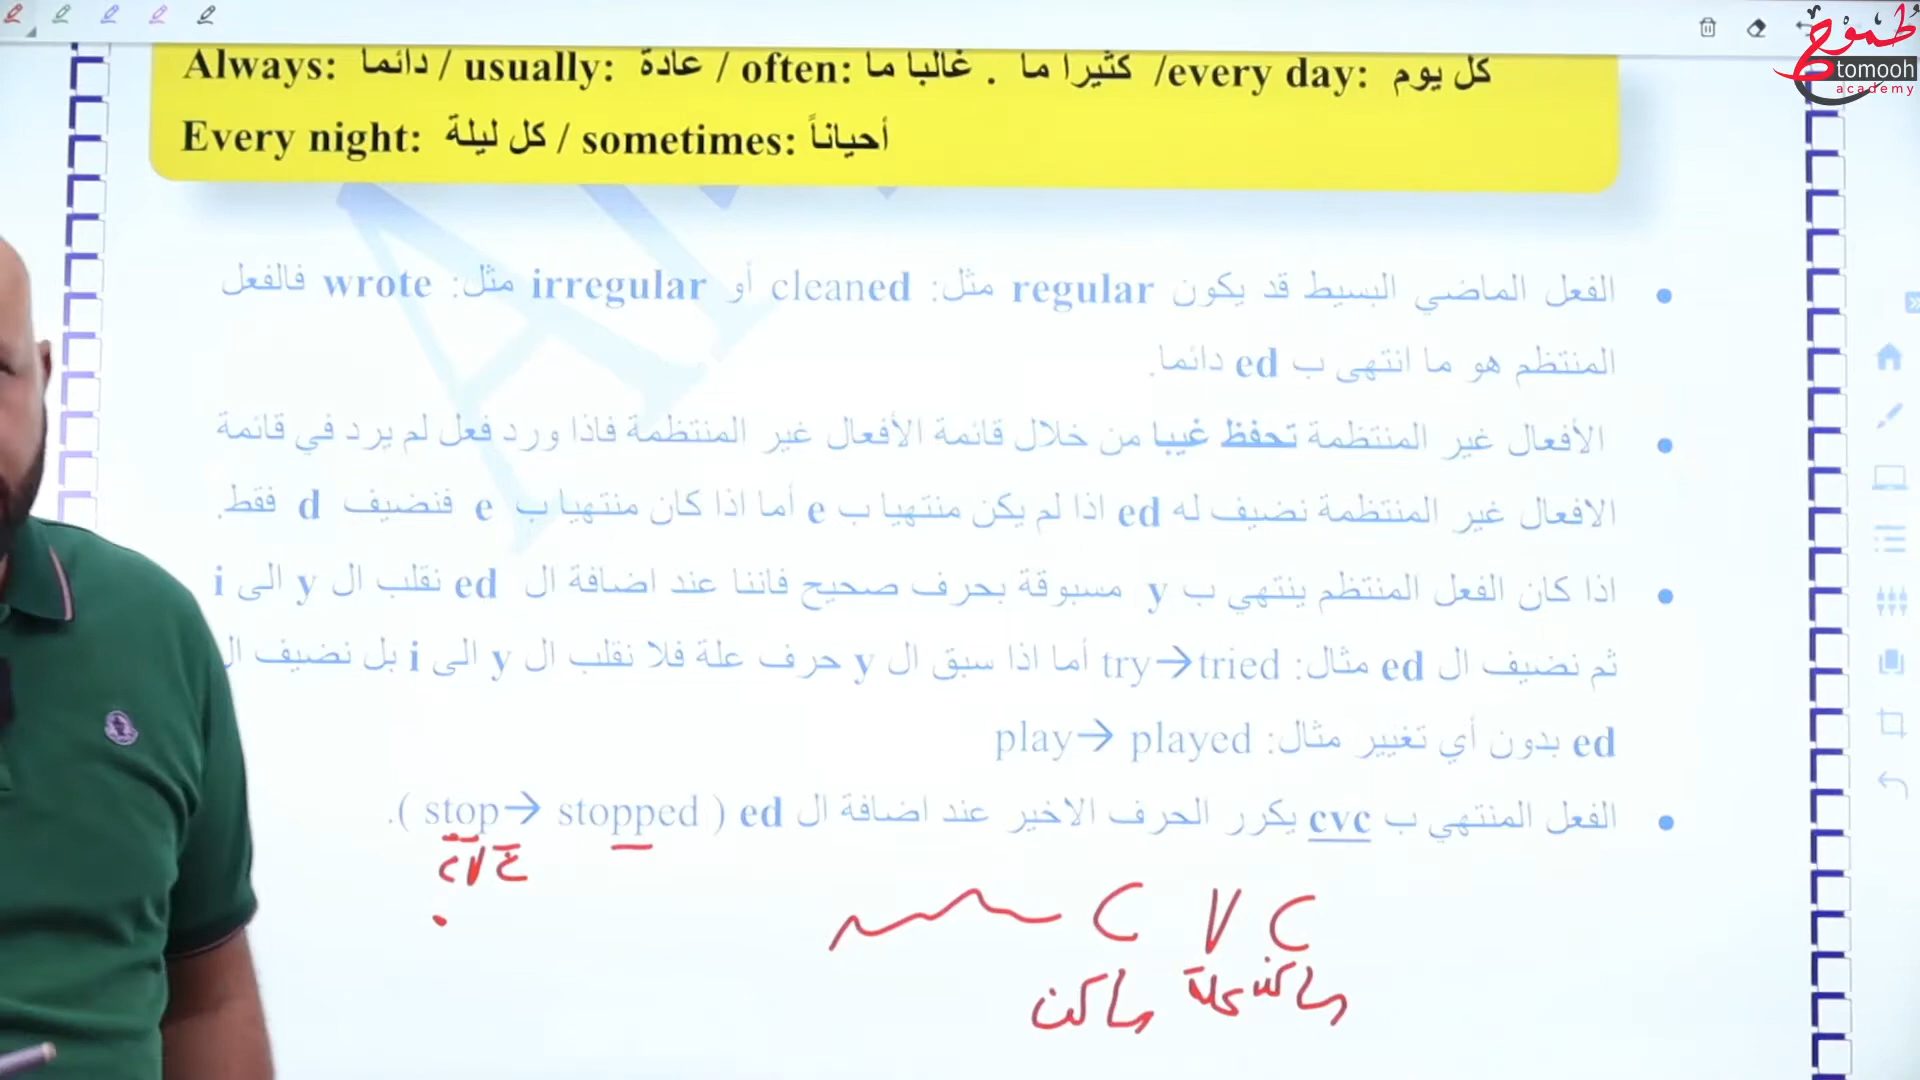 Always: دائما / usually: عادة / often: غالبا ما . كثيرا ما /every day: كل يوم
Every night: كل ليلة / sometimes: أحياناً
طموح
tomooh
academy
• الفعل الماضي البسيط قد يكون regular مثل: cleaned أو irregular مثل: wrote فالفعل
المنتظم هو ما انتهى ب ed دائما.
• الأفعال غير المنتظمة تحفظ غيبا من خلال قائمة الأفعال غير المنتظمة فاذا ورد فعل لم يرد في قائمة
الافعال غير المنتظمة نضيف له ed اذا لم يكن منتهيا ب e أما اذا كان منتهيا ب e فنضيف d فقط.
• اذا كان الفعل المنتظم ينتهي ب y مسبوقة بحرف صحيح فاننا عند اضافة ال ed نقلب ال y الى i
ثم نضيف ال ed مثال: try→tried أما اذا سبق ال y حرف علة فلا نقلب ال y الى i بل نضيف ال
ed بدون أي تغيير مثال: play→ played
• الفعل المنتهي ب cvc يكرر الحرف الاخير عند اضافة ال ed ( stop→ stopped ).
C V C
C V C
ساكن علة ساكن